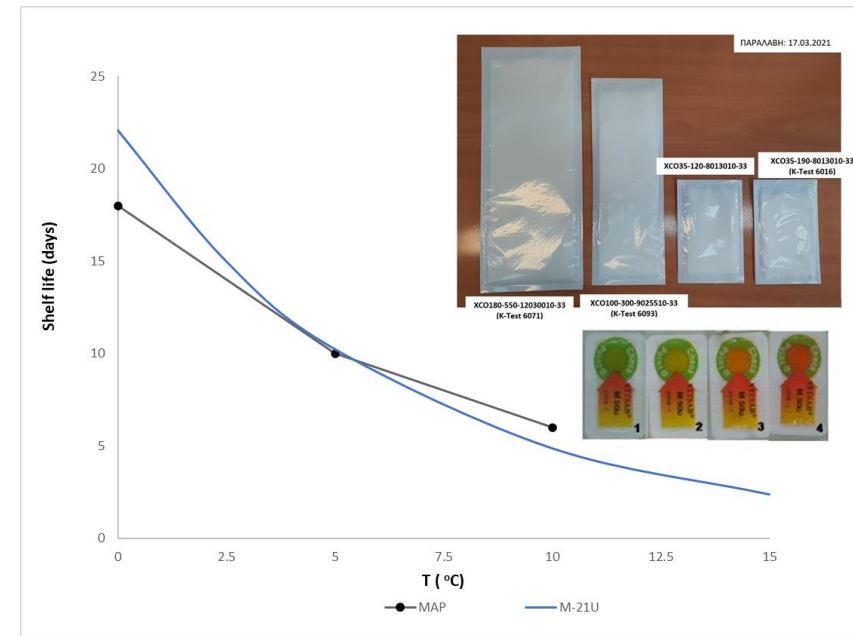 ΠΑΡΑΛΑΒΗ: 17.03.2021
XCO35-120-8013010-33
XCO35-190-8013010-33
(K-Test 6016)
XCO180-550-12030010-33
(K-Test 6071)
XCO100-300-9025510-33
(K-Test 6093)
1
2
3
4
25
20
15
10
5
0
0
2.5
5
7.5
10
12.5
15
Shelf life (days)
T ( °C)
MAP
M-21U